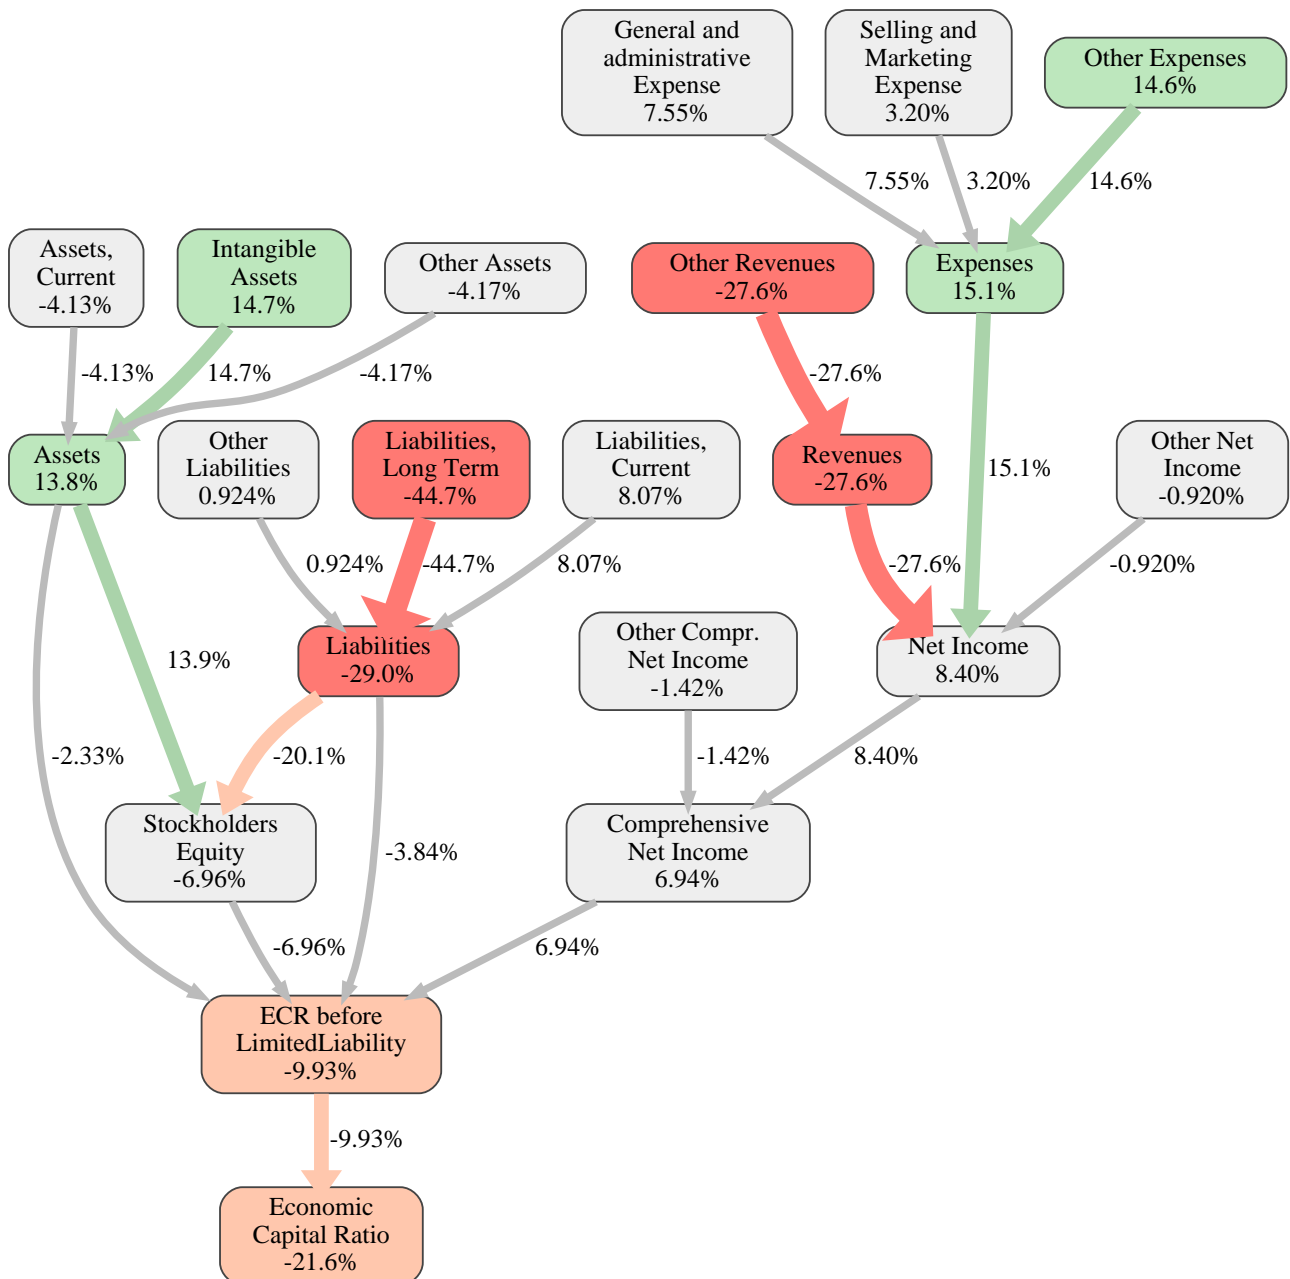 General and
administrative
Expense
7.55%
Selling and
Marketing
Expense
3.20%
Other Expenses
14.6%
7.55%
3.20%
14.6%
Assets,
Current
-4.13%
Intangible
Assets
14.7%
Other Assets
-4.17%
Other Revenues
-27.6%
Expenses
15.1%
-4.13%
14.7%
-4.17%
-27.6%
Assets
13.8%
Other
Liabilities
0.924%
Liabilities,
Long Term
-44.7%
Liabilities,
Current
8.07%
Revenues
-27.6%
15.1%
Other Net
Income
-0.920%
0.924%
-44.7%
8.07%
-27.6%
-0.920%
13.9%
Liabilities
-29.0%
Other Compr.
Net Income
-1.42%
Net Income
8.40%
-2.33%
-20.1%
-1.42%
8.40%
Stockholders
Equity
-6.96%
-3.84%
Comprehensive
Net Income
6.94%
-6.96%
6.94%
ECR before
LimitedLiability
-9.93%
-9.93%
Economic
Capital Ratio
-21.6%